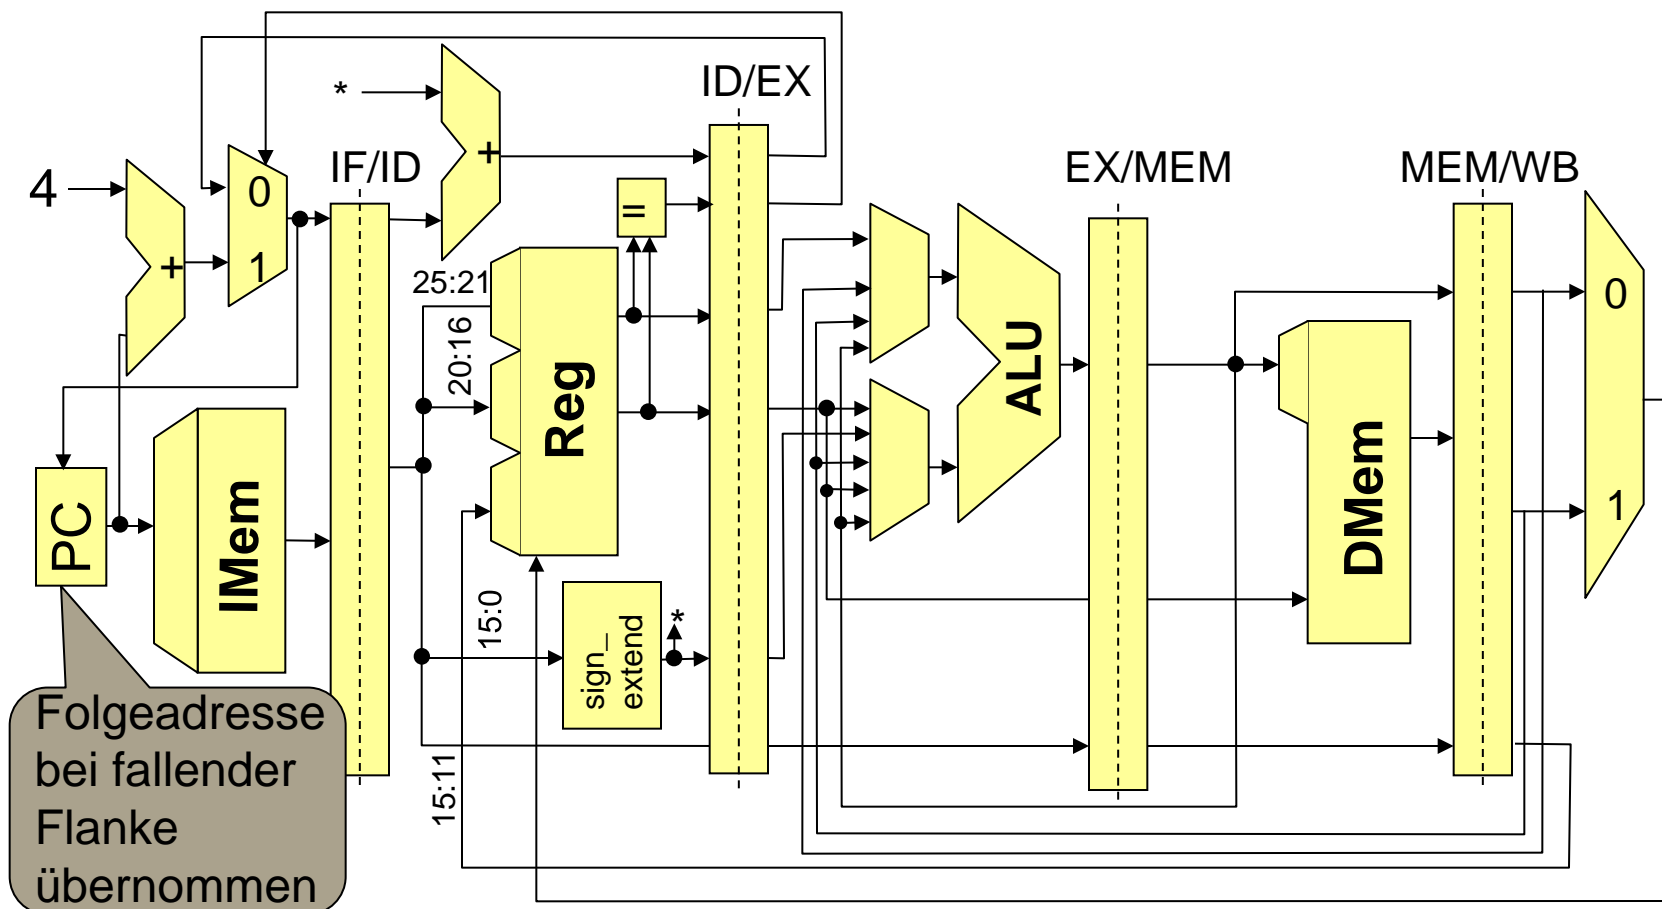 ID/EX
*
+
IF/ID
EX/MEM
MEM/WB
4
0
=
+
1
25:21
0
20:16
ALU
Reg
PC
IMem
DMem
1
15:0
sign_
extend
*
15:11
Folgeadresse
bei fallender
Flanke
übernommen